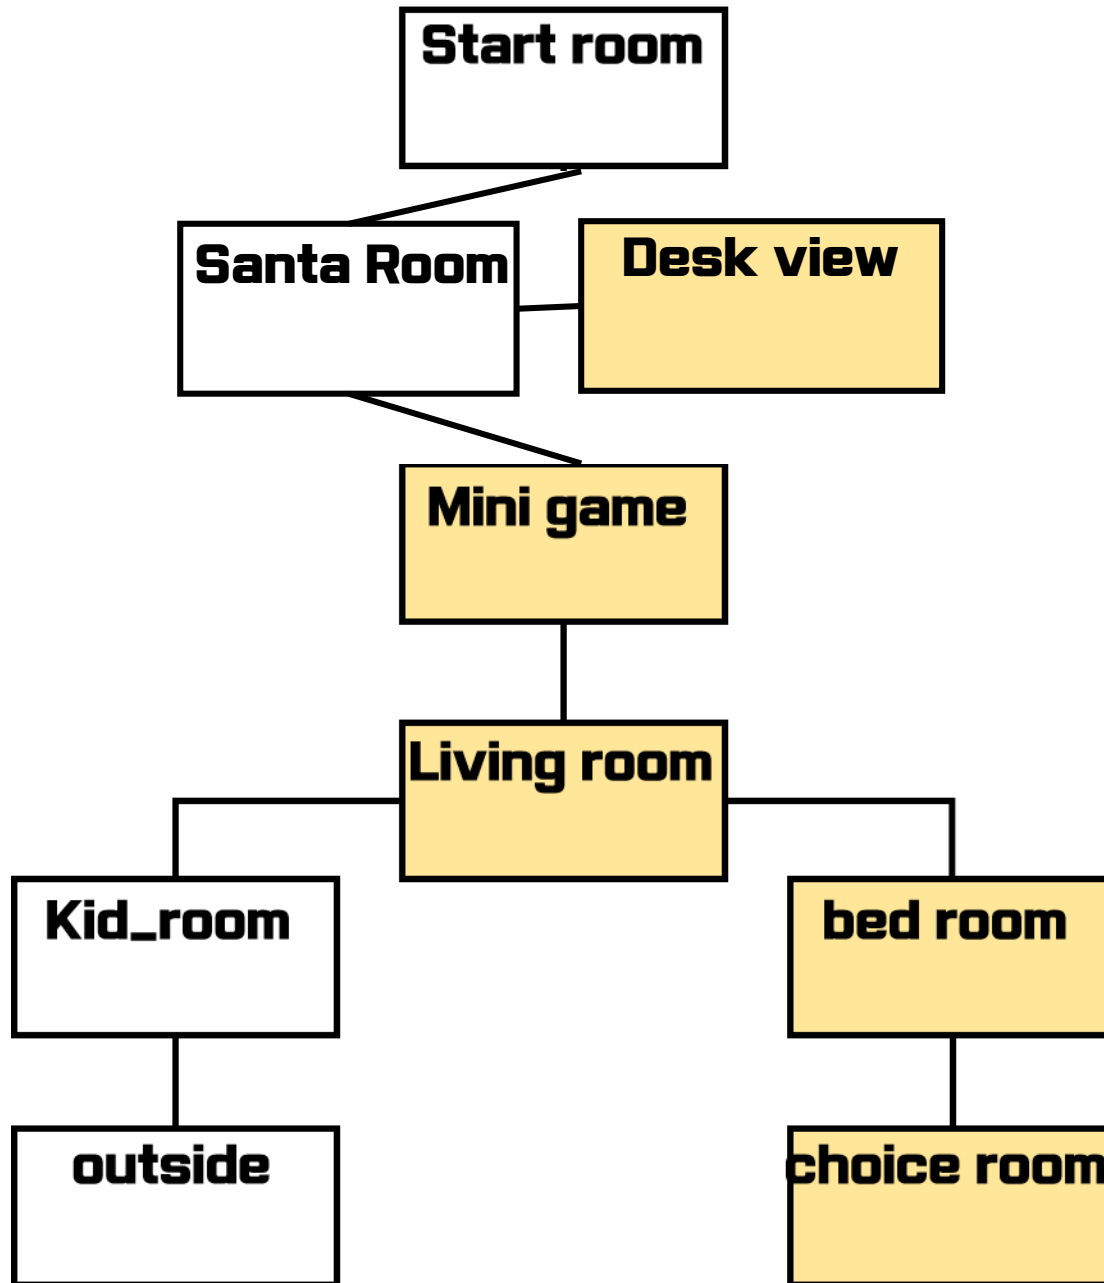 Start room
Santa Room
Desk view
Mini game
Living room
Kid_room
bed room
outside
choice room